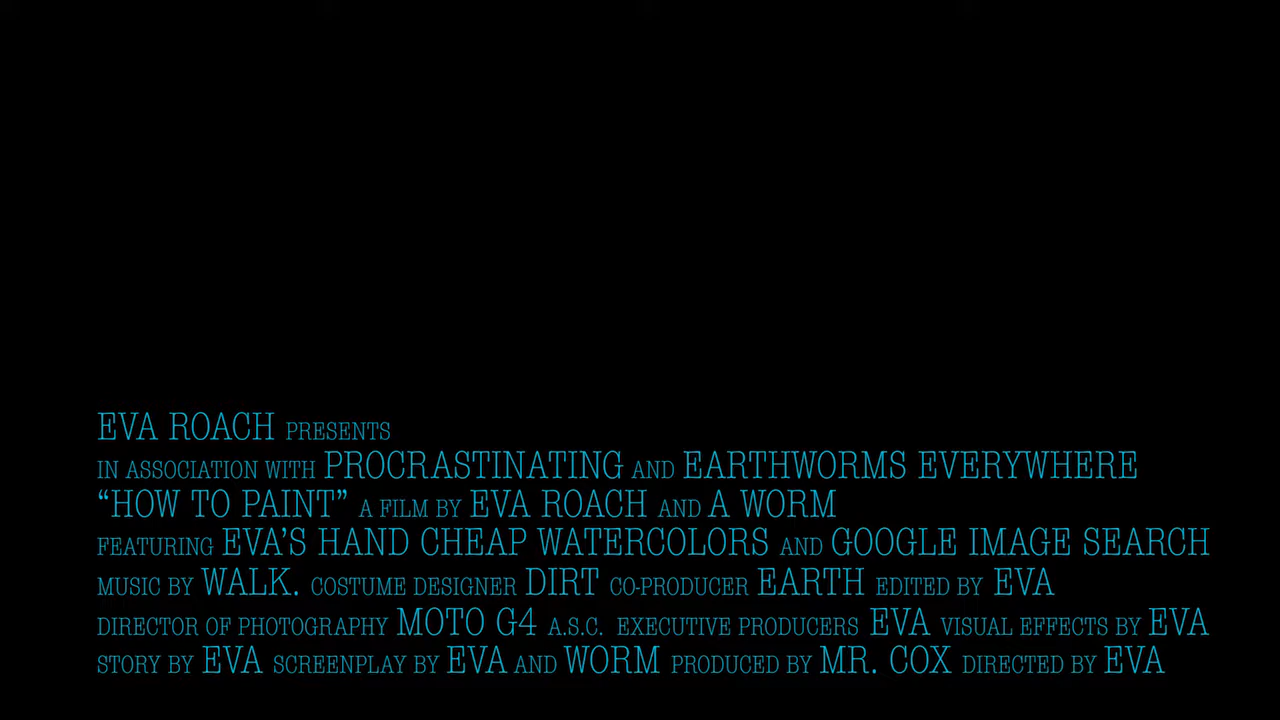 EVA ROACH PRESENTS
IN ASSOCIATION WITH PROCRASTINATING AND EARTHWORMS EVERYWHERE
“HOW TO PAINT” A FILM BY EVA ROACH AND A WORM
FEATURING EVA’S HAND CHEAP WATERCOLORS AND GOOGLE IMAGE SEARCH
MUSIC BY WALK. COSTUME DESIGNER DIRT CO-PRODUCER EARTH EDITED BY EVA
DIRECTOR OF PHOTOGRAPHY MOTO G4 A.S.C. EXECUTIVE PRODUCERS EVA VISUAL EFFECTS BY EVA
STORY BY EVA SCREENPLAY BY EVA AND WORM PRODUCED BY MR. COX DIRECTED BY EVA